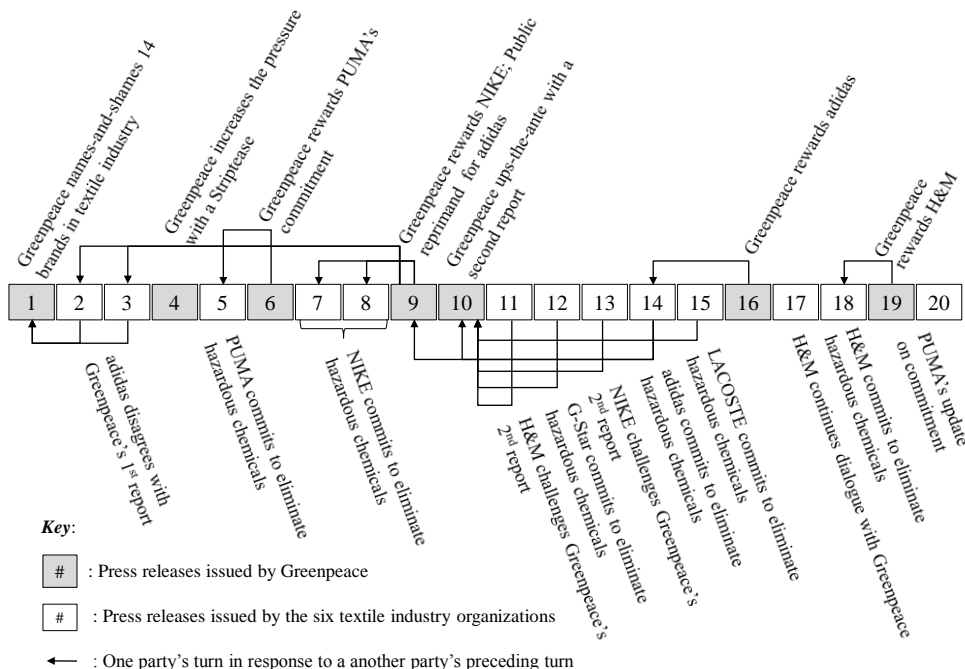 Greenpeace names-and-shames 14
brands in textile industry
Greenpeace increases the pressure
with a Striptease
Greenpeace rewards PUMA's
commitment
Greenpeace rewards NIKE; Public
reprimand for adidas
Greenpeace ups-the-ante with a
second report
Greenpeace rewards adidas
Greenpeace
rewards H&M
1 2 3 4 5 6 7 8 9 10 11 12 13 14 15 16 17 18 19 20
adidas disagrees with
Greenpeace's 1st report
PUMA commits to eliminate
hazardous chemicals
NIKE commits to eliminate
hazardous chemicals
H&M challenges Greenpeace's
2nd report
G-Star commits to eliminate
hazardous chemicals
NIKE challenges Greenpeace's
2nd report
adidas commits to eliminate
hazardous chemicals
LACOSTE commits to eliminate
hazardous chemicals
H&M continues dialogue with Greenpeace
H&M commits to eliminate
hazardous chemicals
PUMA's update
on commitment
Key:
# : Press releases issued by Greenpeace
# : Press releases issued by the six textile industry organizations
: One party's turn in response to a another party's preceding turn